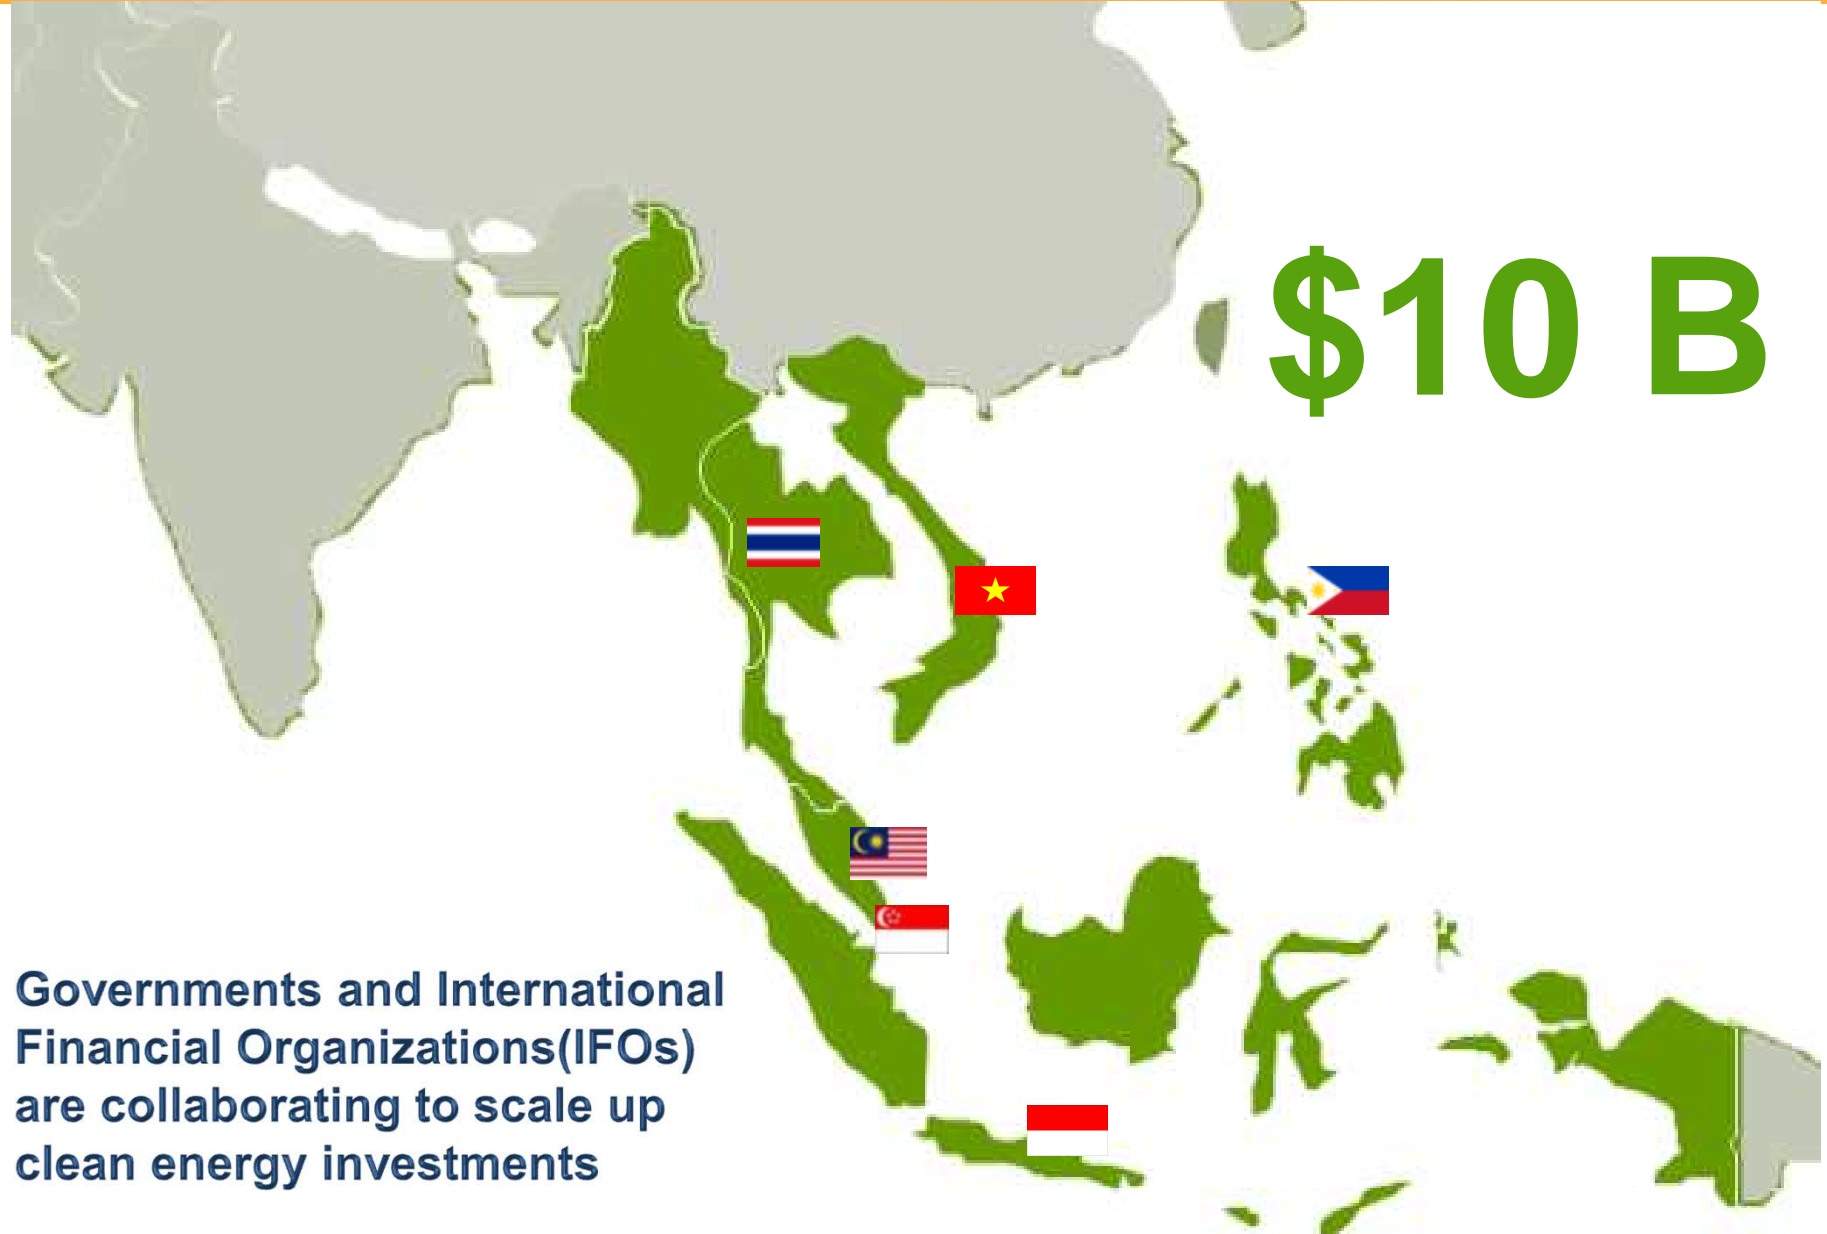 $10 B
Governments and International
Financial Organizations(IFOs)
are collaborating to scale up
clean energy investments